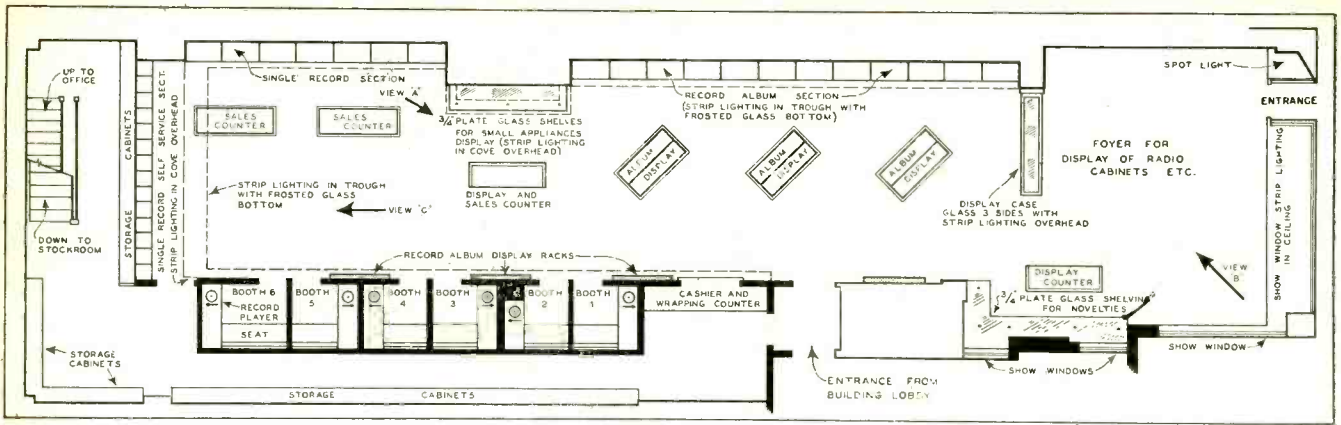 UP TO
OFFICE
DOWN TO
STOCKROOM
STORAGE CABINETS
SINGLE RECORD SELF SERVICE SECT.
STRIP LIGHTING IN COVE OVERHEAD
SINGLE RECORD SECTION
VIEW "A"
SALES
COUNTER
SALES
COUNTER
3/4" PLATE GLASS SHELVES
FOR SMALL APPLIANCES
DISPLAY (STRIP LIGHTING
IN COVE OVERHEAD)
DISPLAY AND
SALES COUNTER
STRIP LIGHTING IN TROUGH
WITH FROSTED GLASS
BOTTOM
VIEW "C"
RECORD ALBUM SECTION
(STRIP LIGHTING IN TROUGH WITH
FROSTED GLASS BOTTOM)
ALBUM
DISPLAY
ALBUM
DISPLAY
ALBUM
DISPLAY
DISPLAY CASE
GLASS 3 SIDES WITH
STRIP LIGHTING OVERHEAD
SPOT LIGHT
ENTRANCE
FOYER FOR
DISPLAY OF RADIO
CABINETS ETC.
SHOW WINDOW STRIP LIGHTING
IN CEILING
VIEW
"B"
DISPLAY
COUNTER
3/4" PLATE GLASS SHELVING
FOR NOVELTIES
SHOW WINDOW
SHOW WINDOWS
RECORD ALBUM DISPLAY RACKS
BOOTH 6
BOOTH
5
BOOTH
4
BOOTH
3
BOOTH
2
BOOTH
1
RECORD
PLAYER
SEAT
CASHIER AND
WRAPPING COUNTER
ENTRANCE FROM
BUILDING LOBBY
STORAGE
CABINETS
STORAGE CABINETS